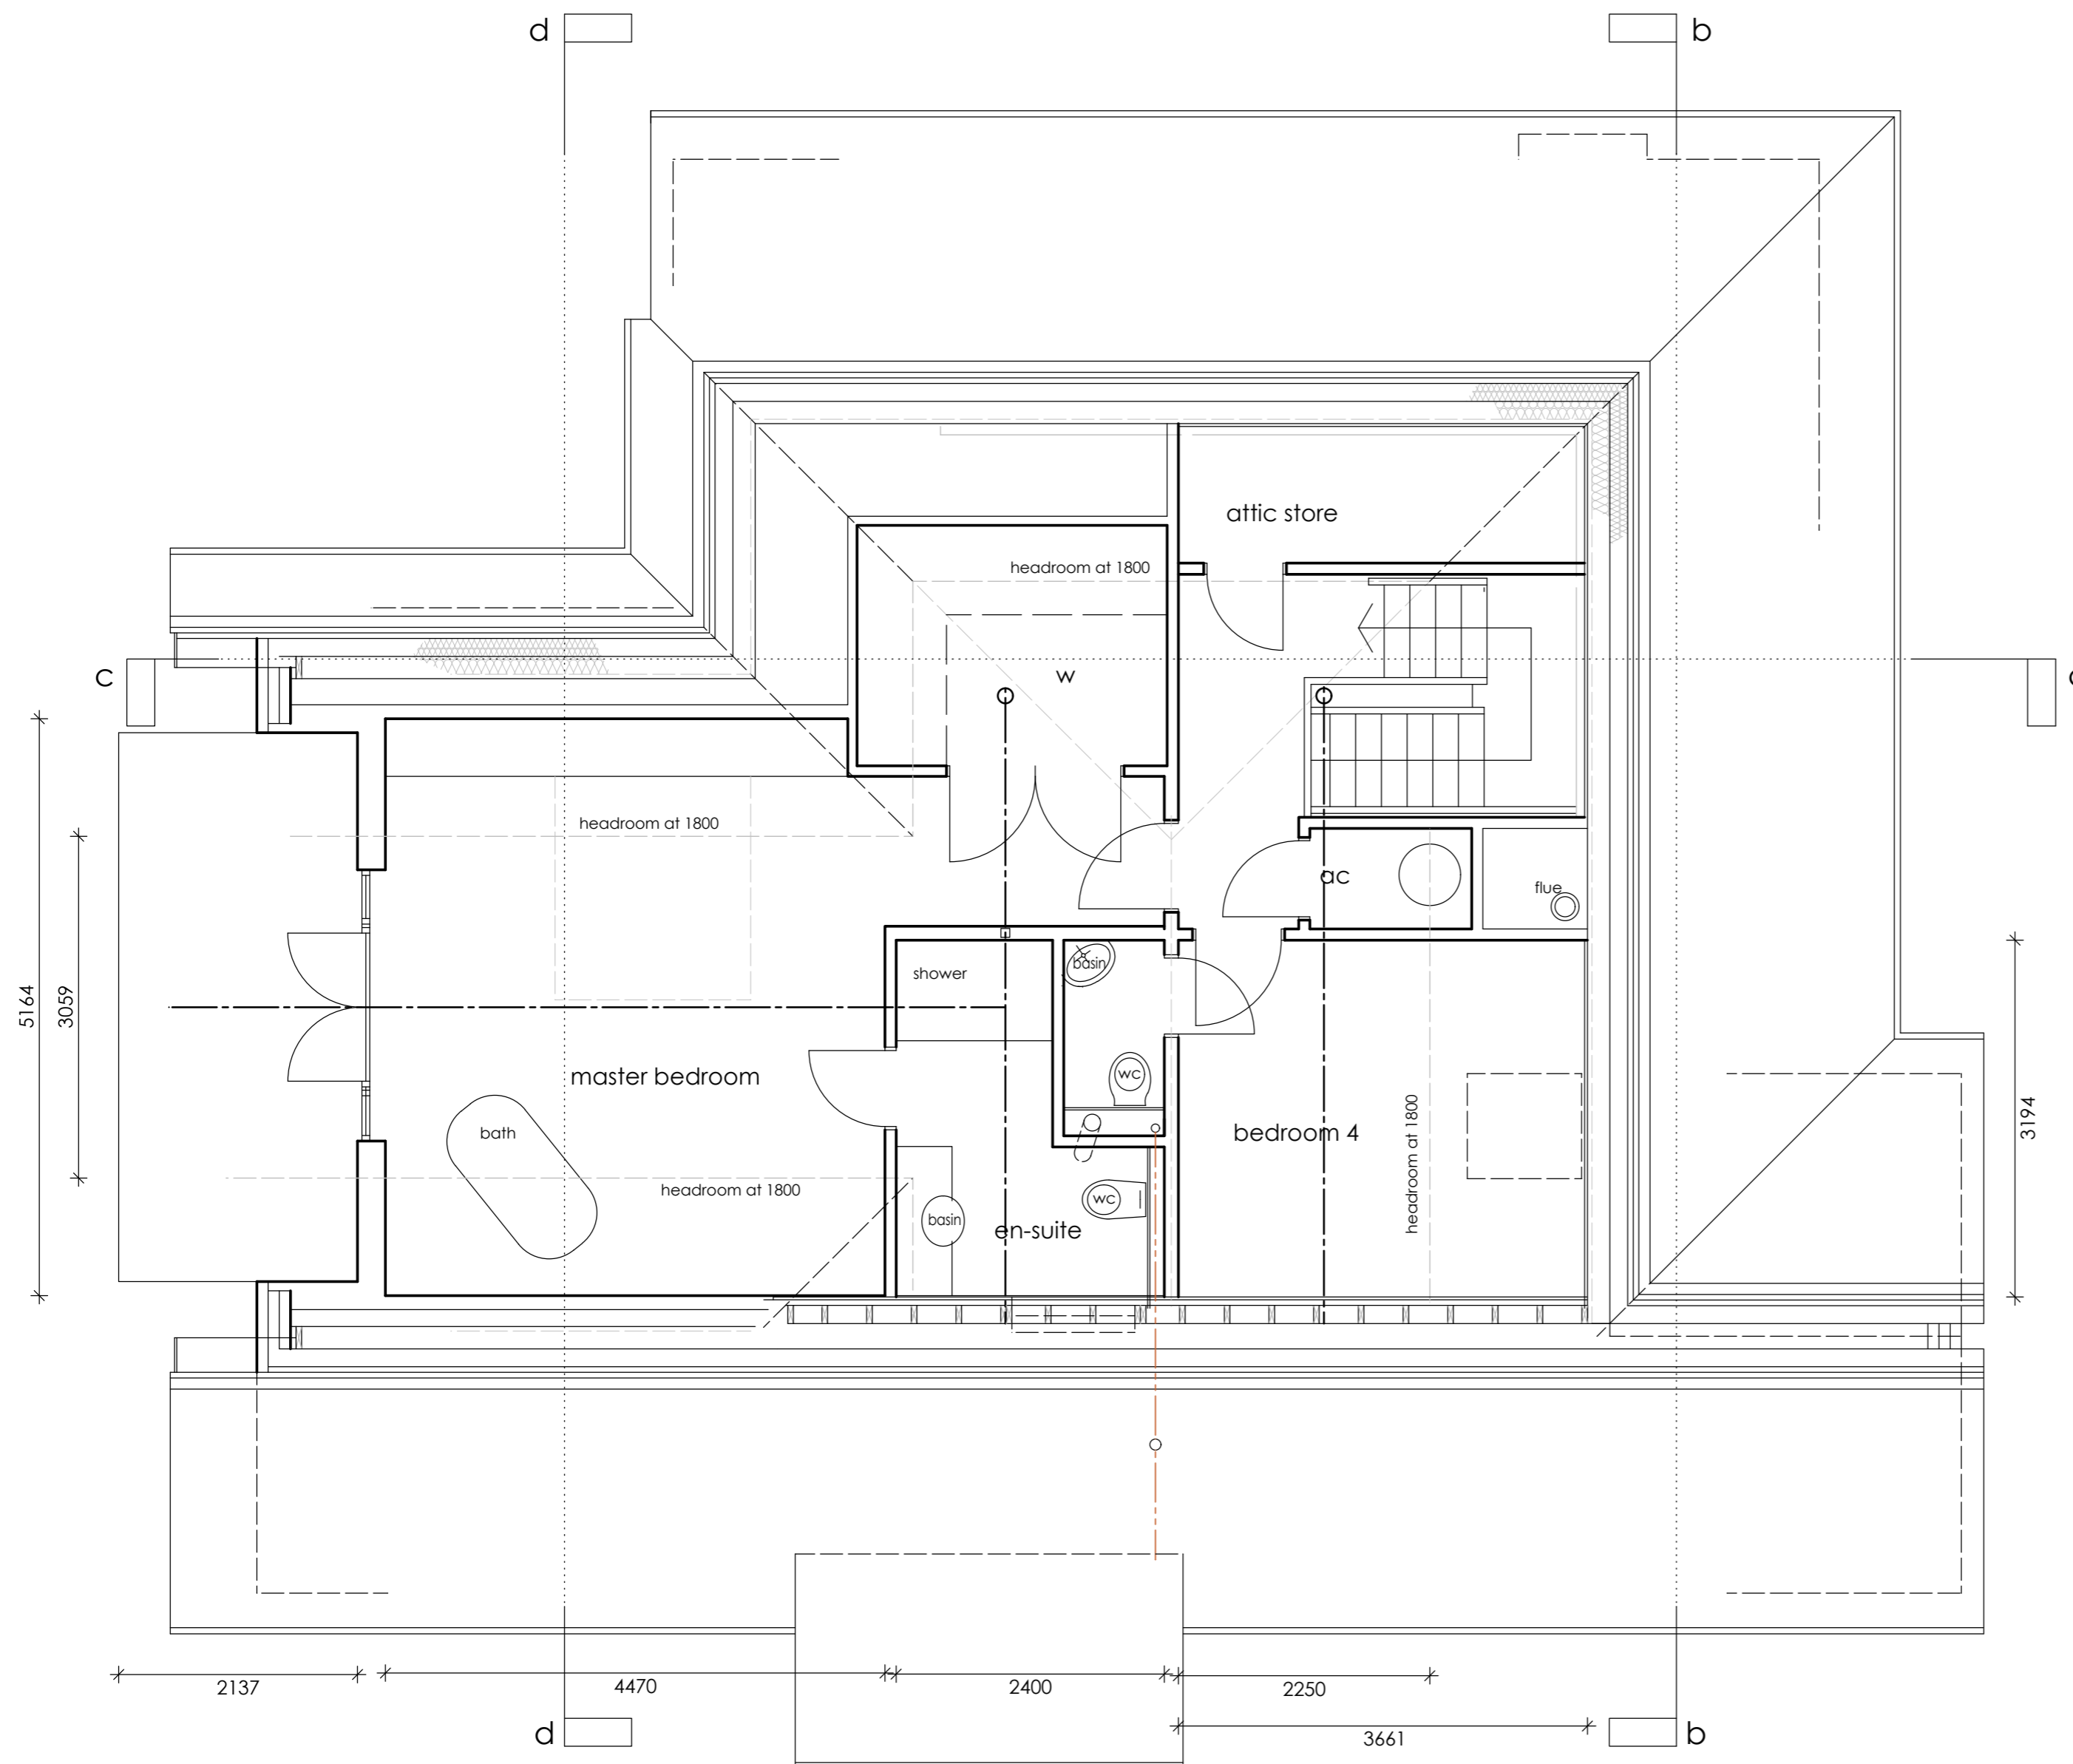 d
b
attic store
headroom at 1800
w
c
c
headroom at 1800
ac
flue
shower
basin
5164
3059
master bedroom
wc
bath
bedroom 4
headroom at 1800
3194
headroom at 1800
wc
basin
en-suite
2137
4470
2400
2250
d
b
3661